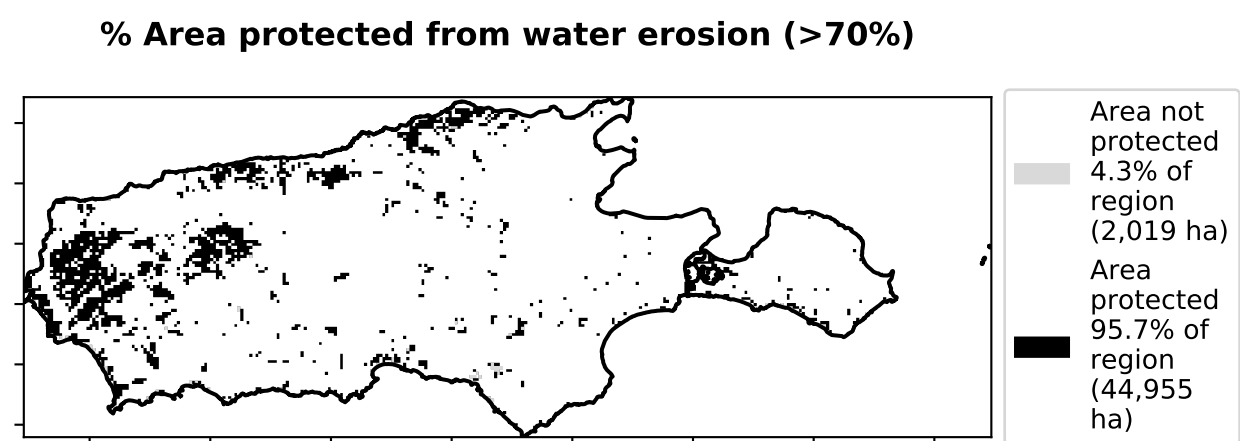 % Area protected from water erosion (>70%)
Area not
protected
4.3% of
region
(2,019 ha)
Area
protected
95.7% of
region
(44,955
ha)